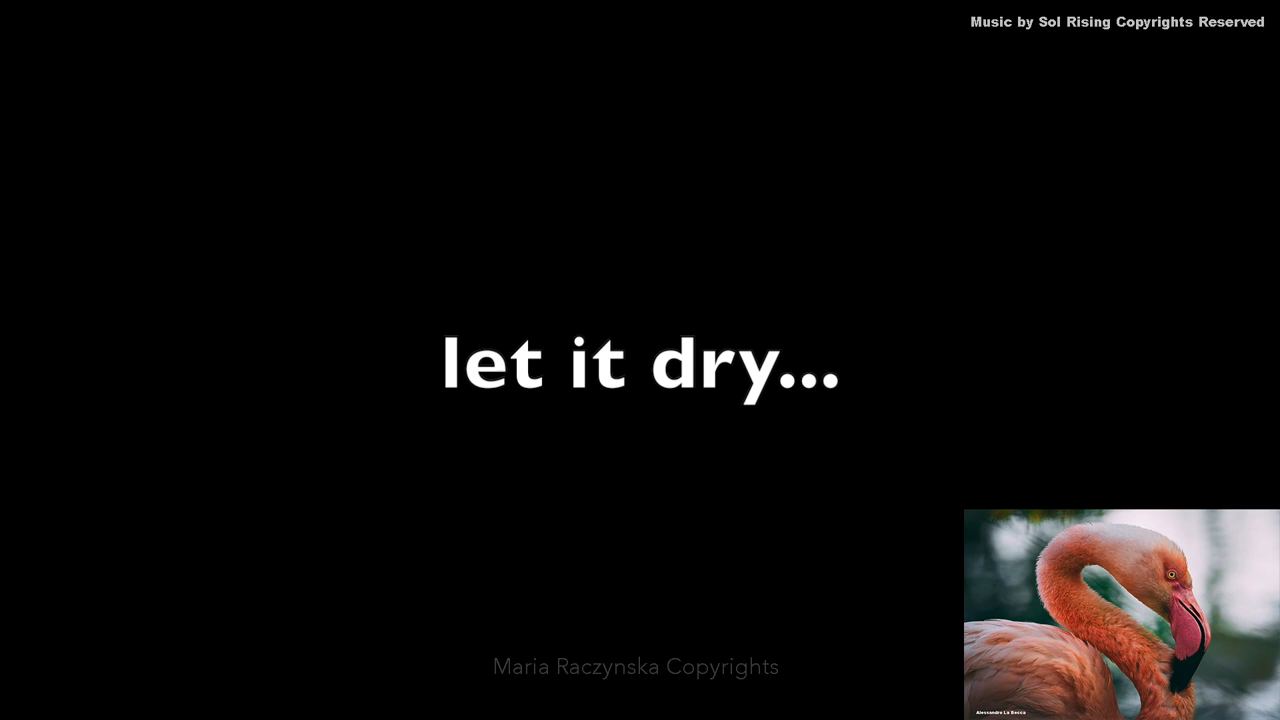 Music by Sol Rising Copyrights Reserved
let it dry...
Maria Raczynska Copyrights
Alessandro La Becca